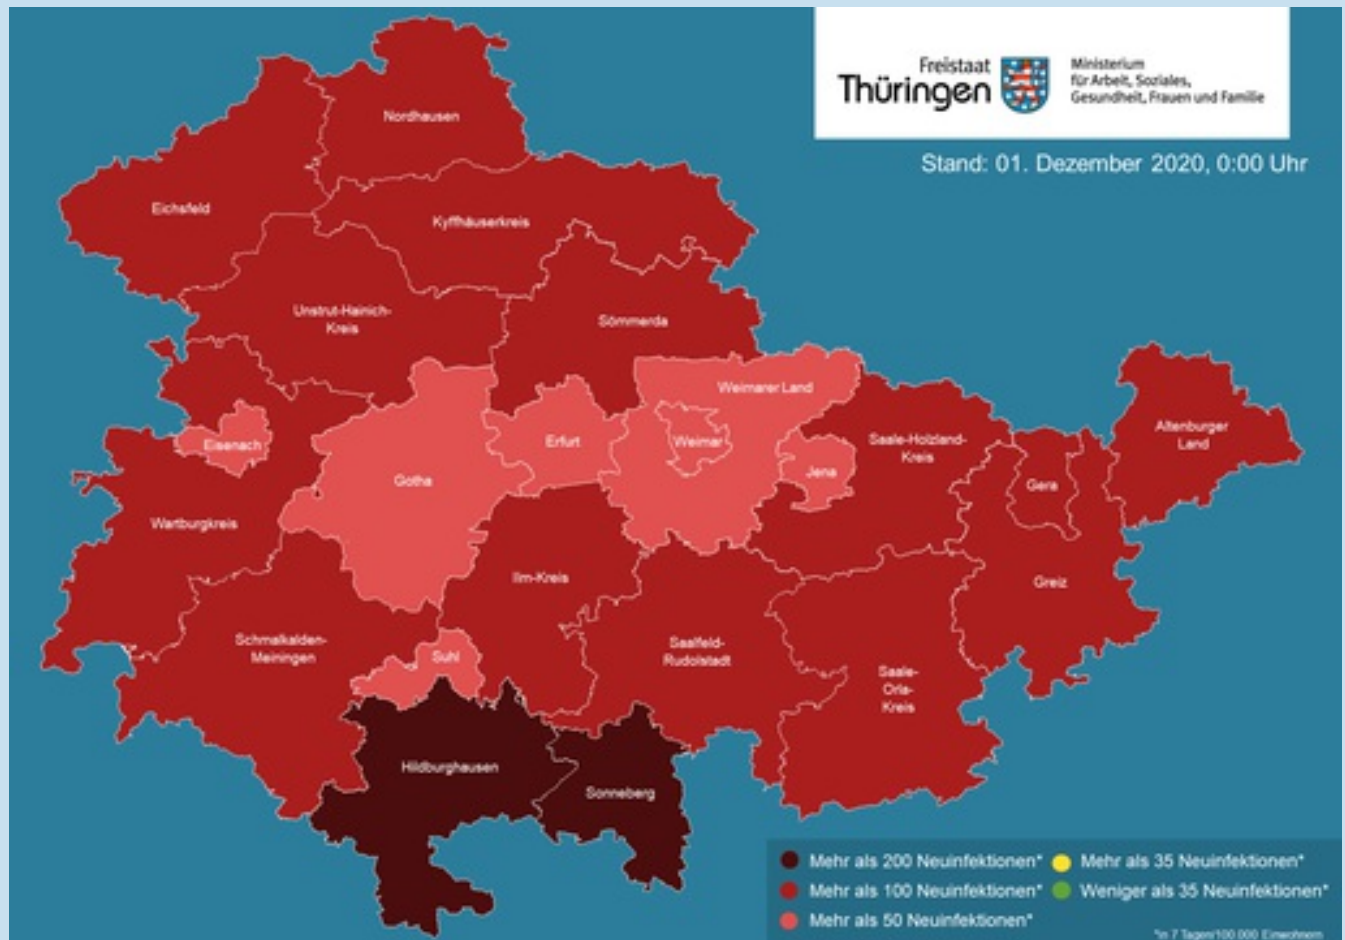 Freistaat
Thüringen
Ministerium
für Arbeit, Soziales,
Gesundheit, Frauen und Familie
Stand: 01. Dezember 2020, 0:00 Uhr
Nordhausen
Eichsfeld
Kyffhäuserkreis
Unstrut-Hainich-
Kreis
Sömmerda
Weimarer Land
Eisenach
Gotha
Erfurt
Weimar
Jena
Saale-Holzland-
Kreis
Gera
Altenburger
Land
Wartburgkreis
Ilm-Kreis
Greiz
Schmalkalden-
Meiningen
Suhl
Saalfeld-
Rudolstadt
Saale-
Orla-
Kreis
Hildburghausen
Sonneberg
Mehr als 200 Neuinfektionen*
Mehr als 100 Neuinfektionen*
Mehr als 50 Neuinfektionen*
Mehr als 35 Neuinfektionen*
Weniger als 35 Neuinfektionen*
*in 7 Tagen/100.000 Einwohnern